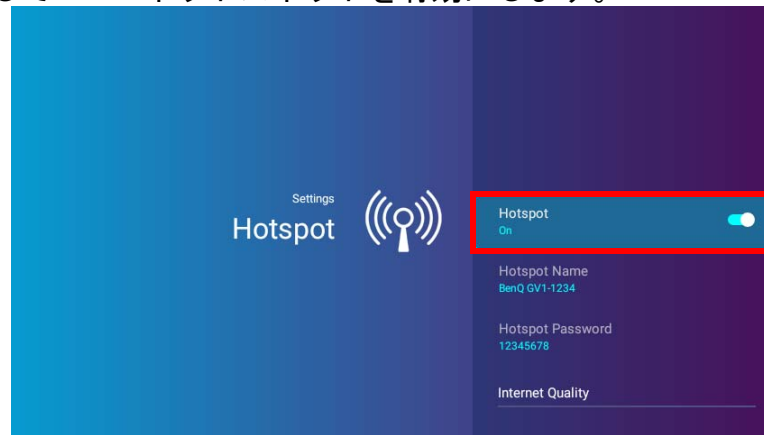 Settings
Hotspot
Hotspot
On
Hotspot Name
BenQ GV1-1234
Hotspot Password
12345678
Internet Quality